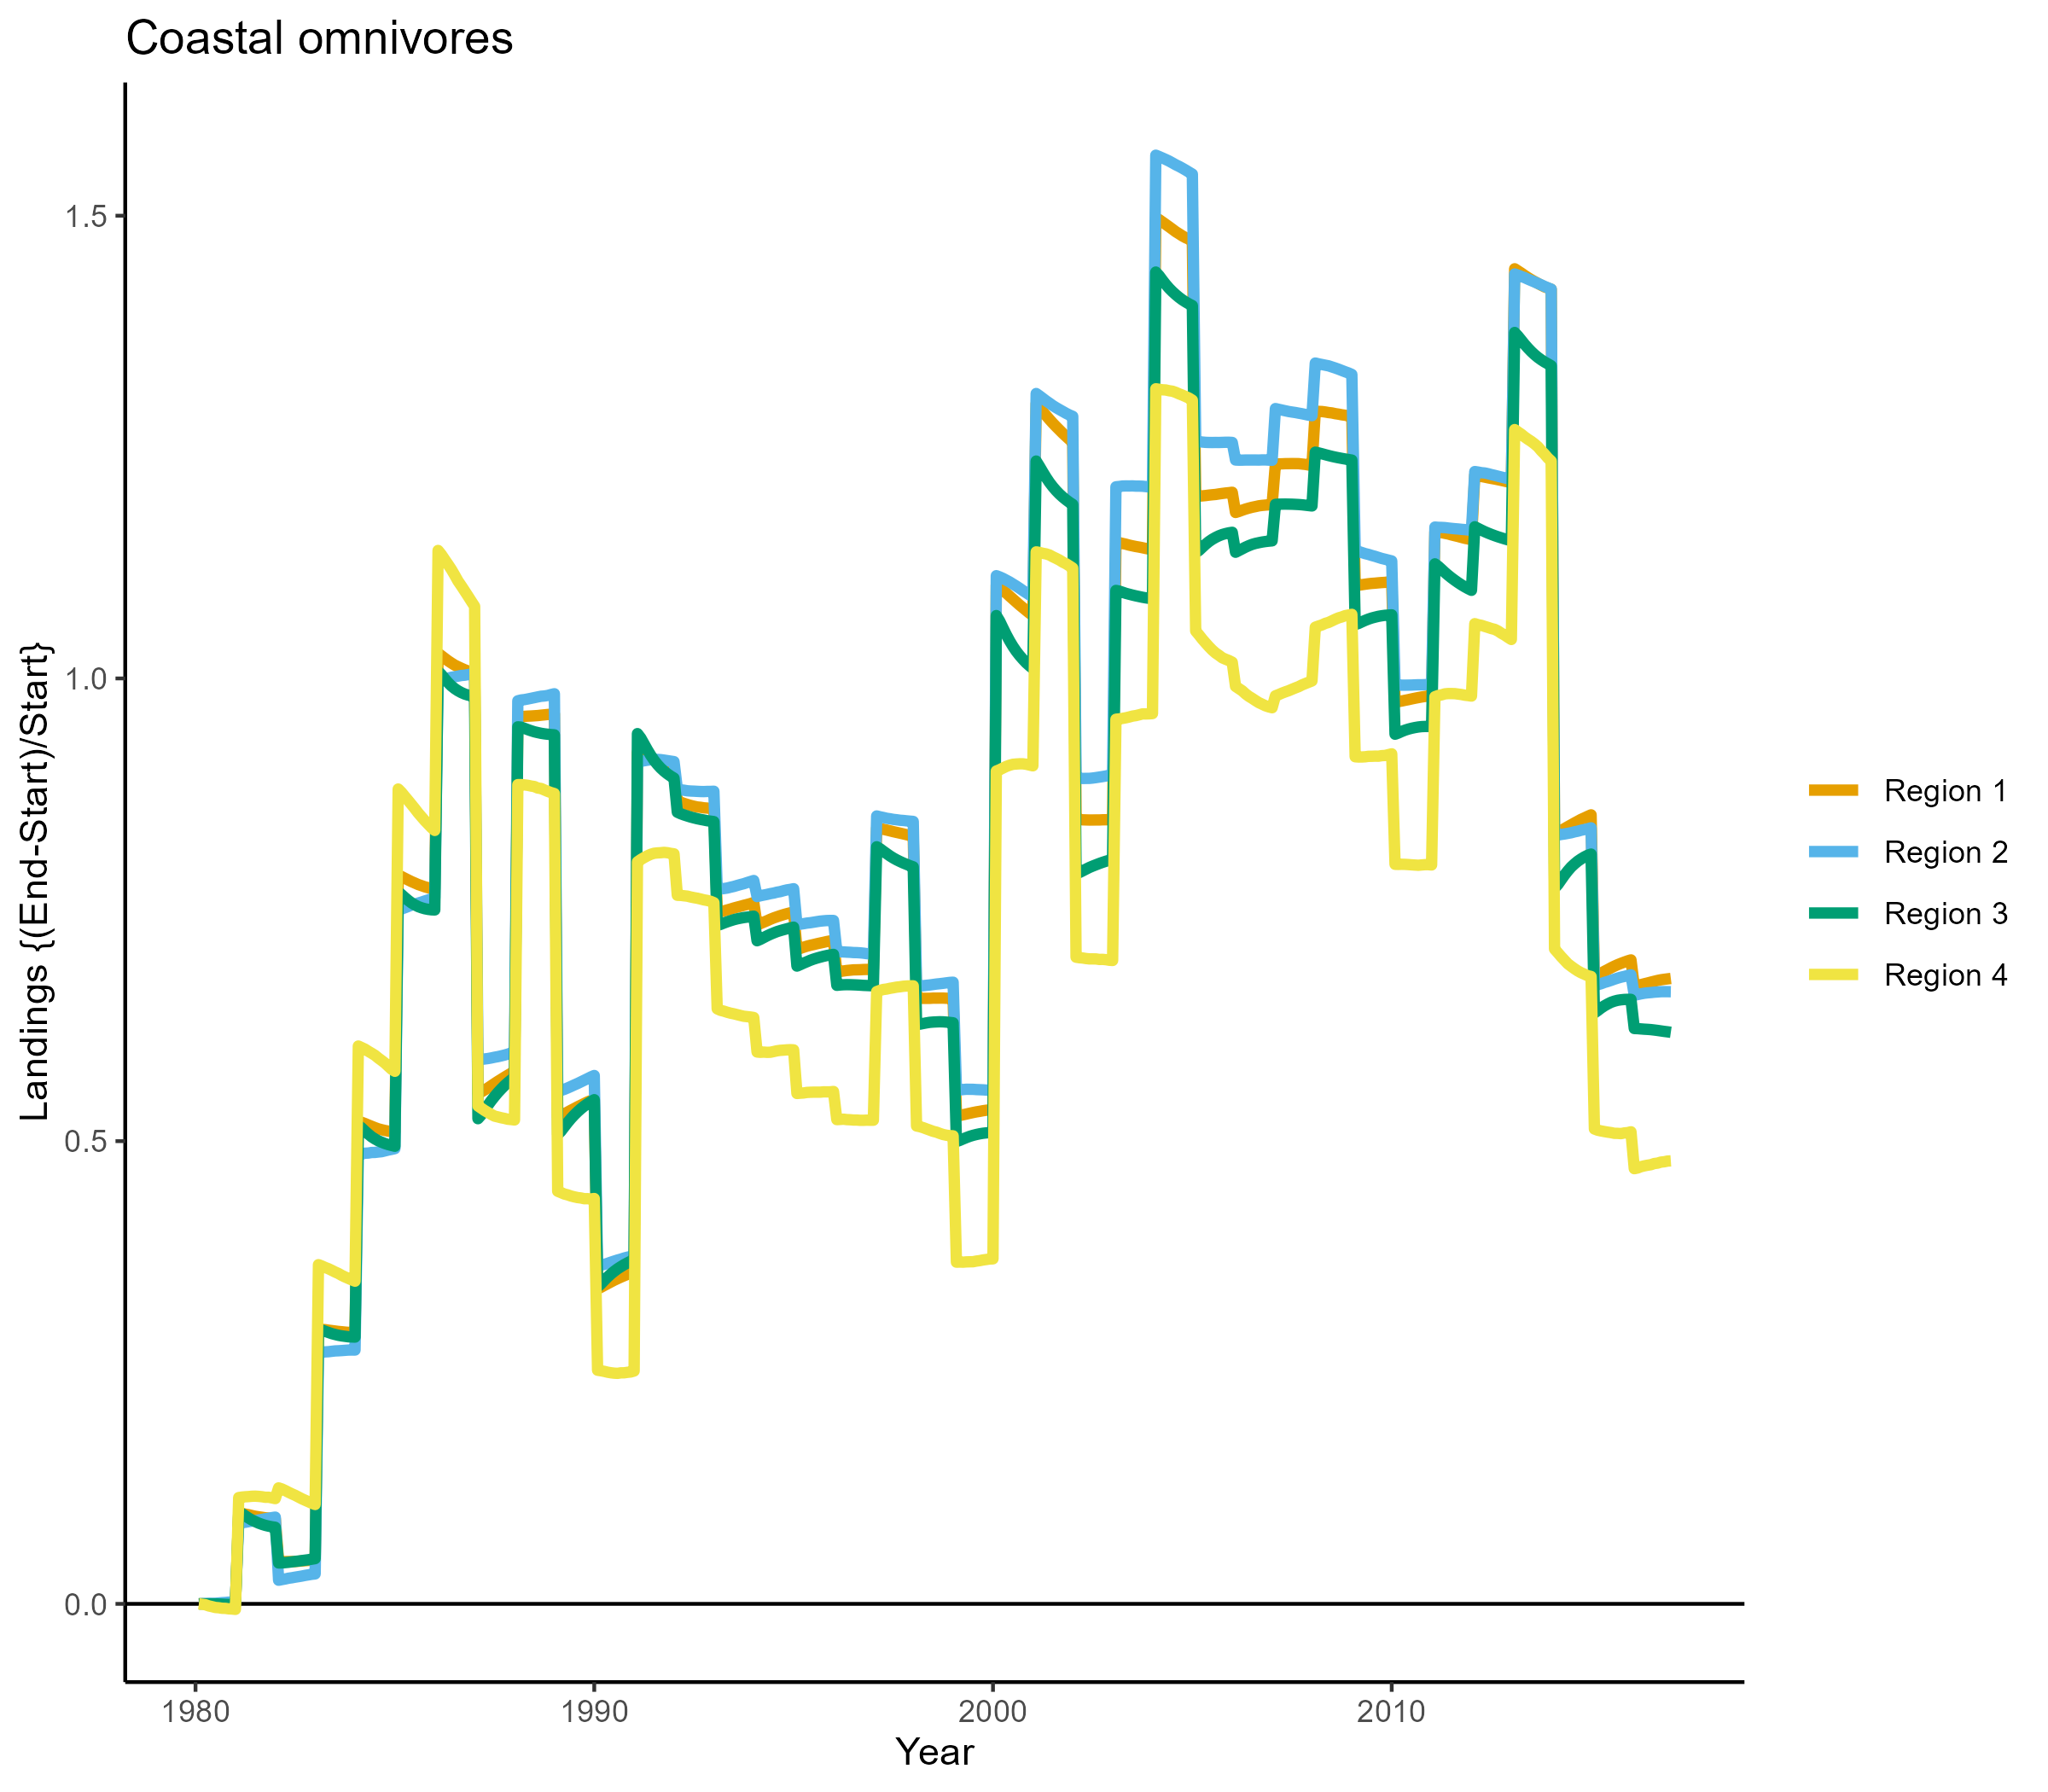 Coastal omnivores
Landings {(End-Start)/Start}
1.5
1.0
0.5
0.0
1980
1990
2000
2010
Year
Region 1
Region 2
Region 3
Region 4